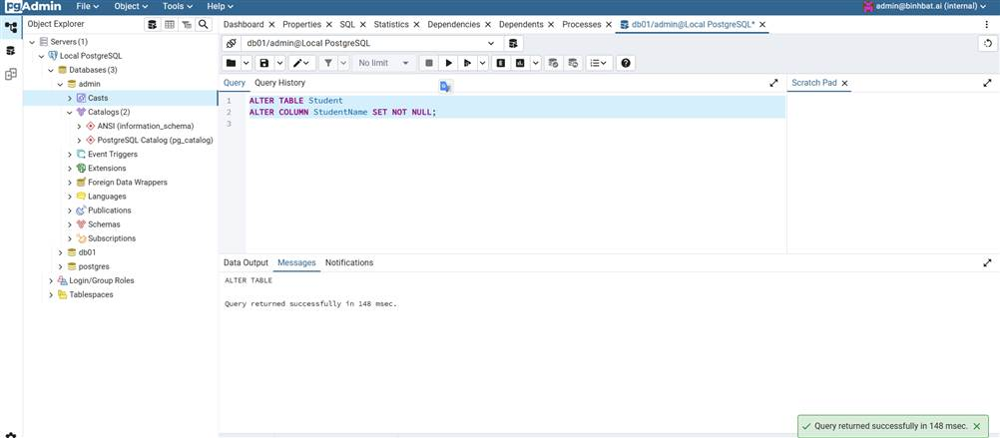 pgAdmin File Object Tools Help admin@binhbat.ai (internal)
Object Explorer
Dashboard Properties SQL Statistics Dependencies Dependents Processes db01/admin@Local PostgreSQL*
Servers (1)
Local PostgreSQL
Databases (3)
admin
Casts
Catalogs (2)
ANSI (information_schema)
PostgreSQL Catalog (pg_catalog)
Event Triggers
Extensions
Foreign Data Wrappers
Languages
Publications
Schemas
Subscriptions
db01
postgres
Login/Group Roles
Tablespaces
db01/admin@Local PostgreSQL
No limit
Query Query History
Scratch Pad
1 ALTER TABLE Student
2 ALTER COLUMN StudentName SET NOT NULL;
3
Data Output Messages Notifications
ALTER TABLE
Query returned successfully in 148 msec.
Query returned successfully in 148 msec.